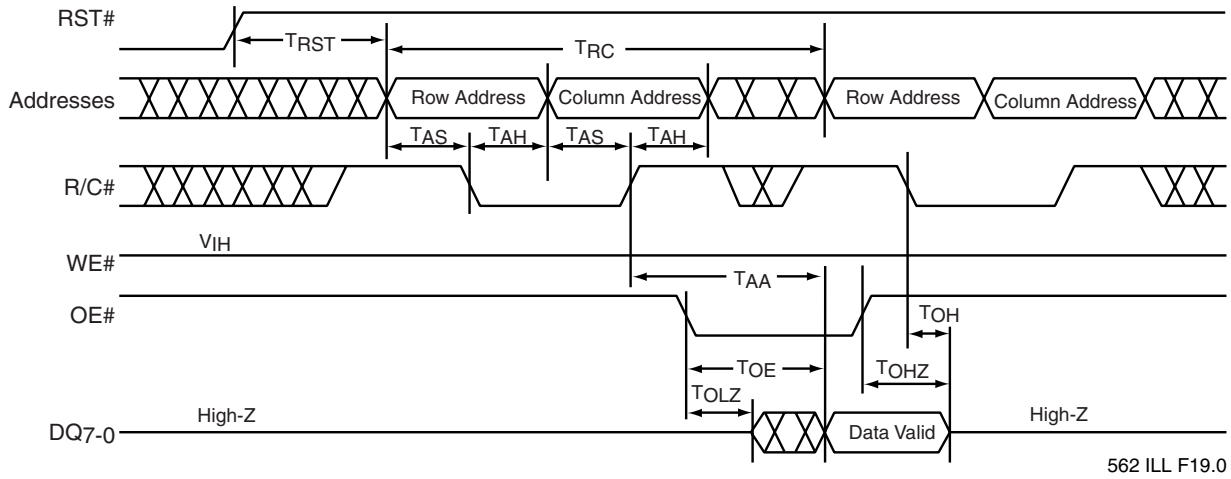 RST#
TRST
TRC
Addresses
Row Address
Column Address
Row Address
Column Address
TAS
TAH
TAS
TAH
R/C#
VIH
WE#
TAA
OE#
TOH
TOE
TOHZ
TOLZ
High-Z
DQ7-0
Data Valid
High-Z
562 ILL F19.0